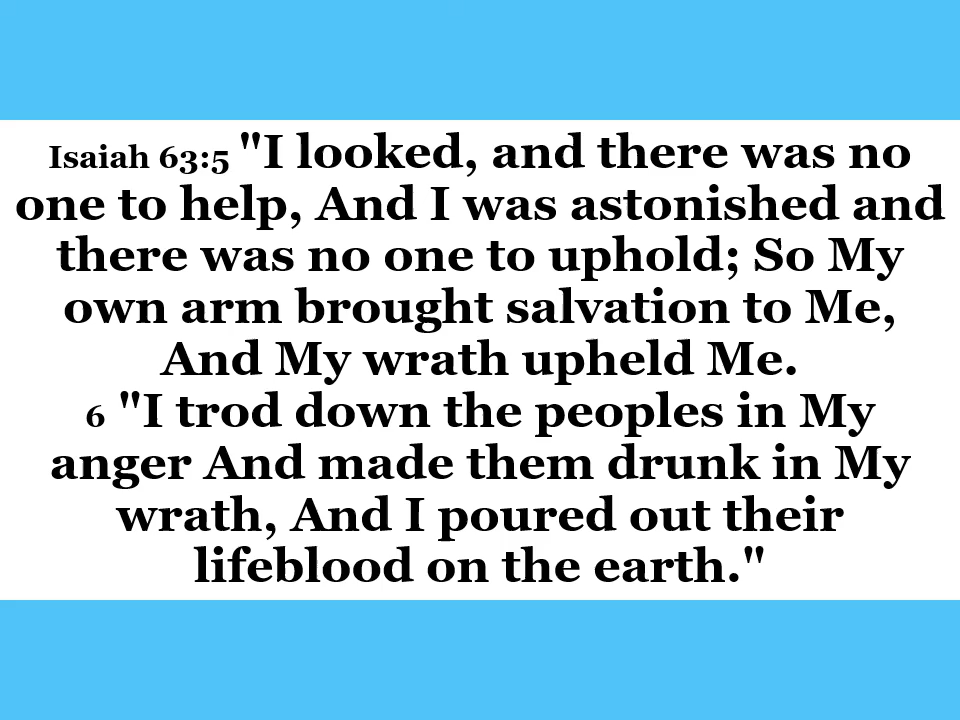 Isaiah 63:5 "I looked, and there was no
one to help, And I was astonished and
there was no one to uphold; So My
own arm brought salvation to Me,
And My wrath upheld Me.
6 "I trod down the peoples in My
anger And made them drunk in My
wrath, And I poured out their
lifeblood on the earth."